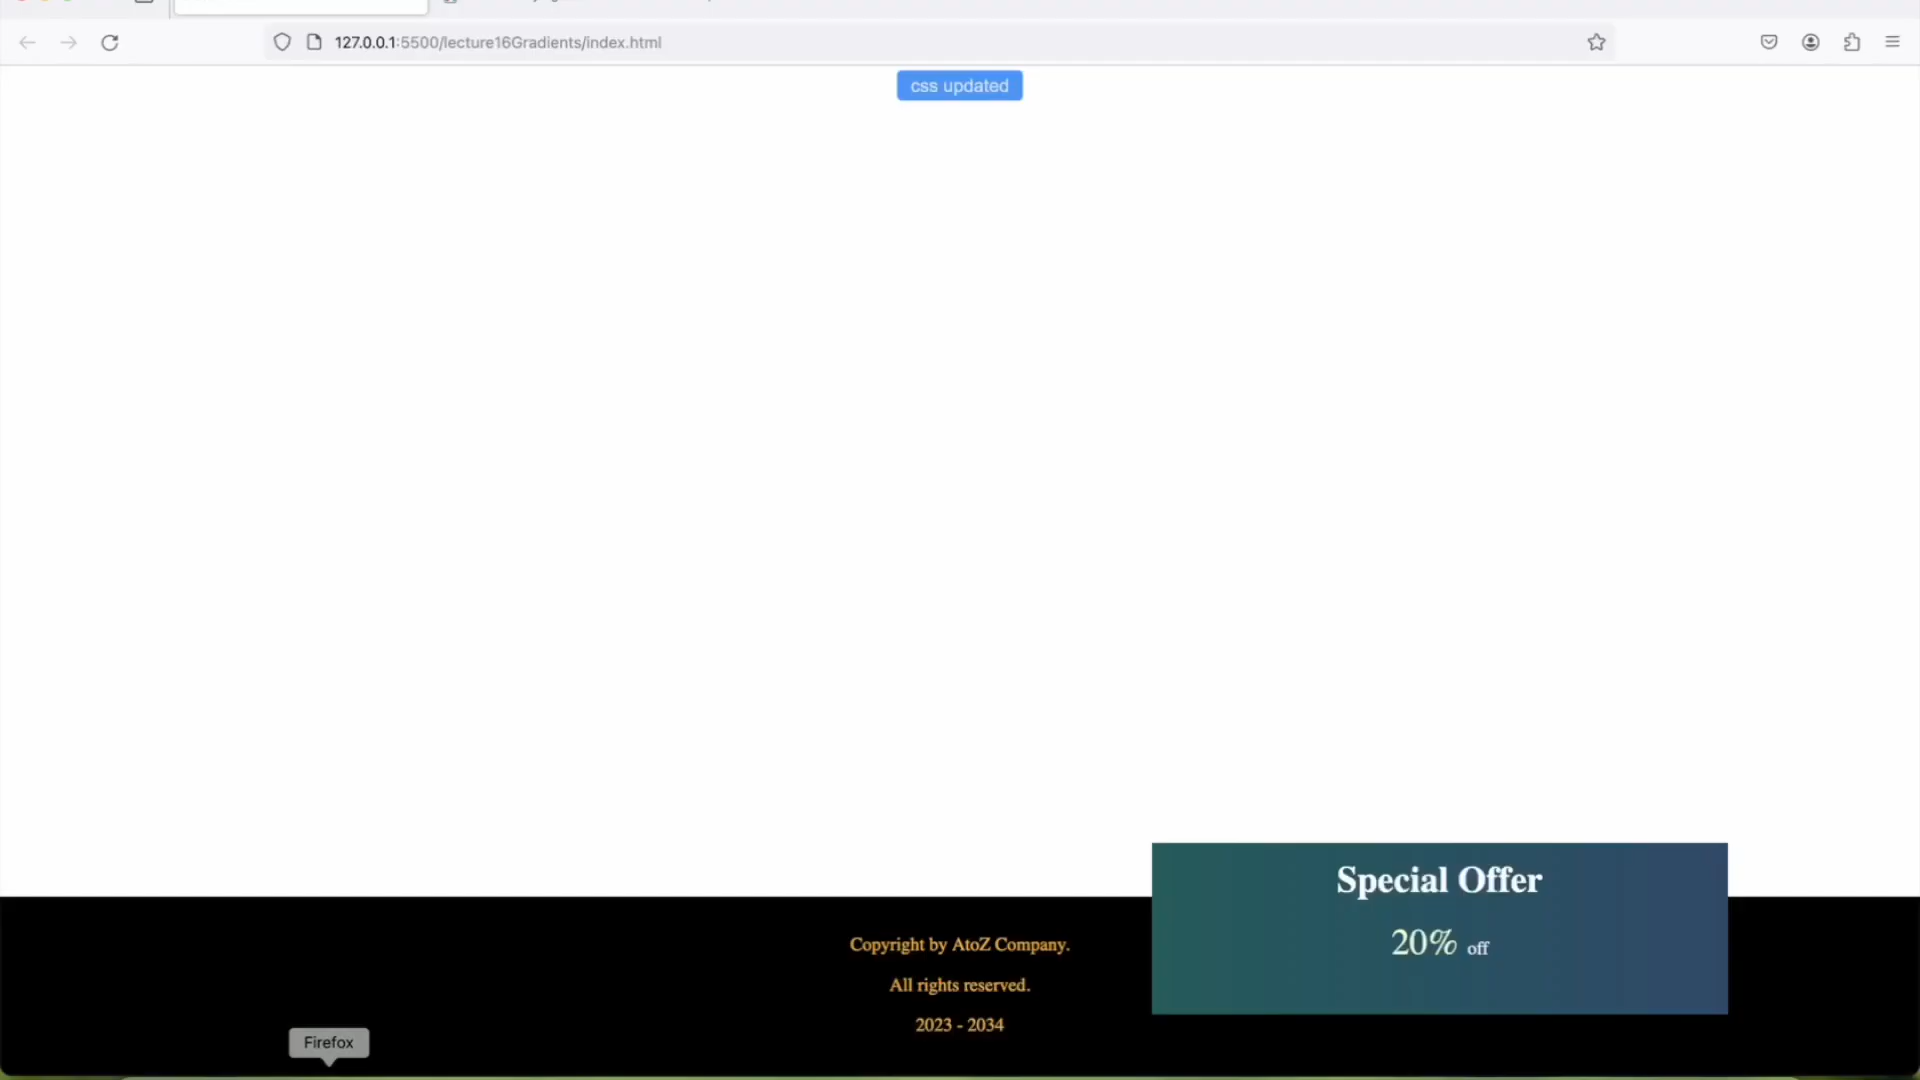 127.0.0.1:5500/lecture16Gradients/index.html
css updated
Special Offer
20% off
Copyright by AtoZ Company.
All rights reserved.
2023 - 2034
Firefox